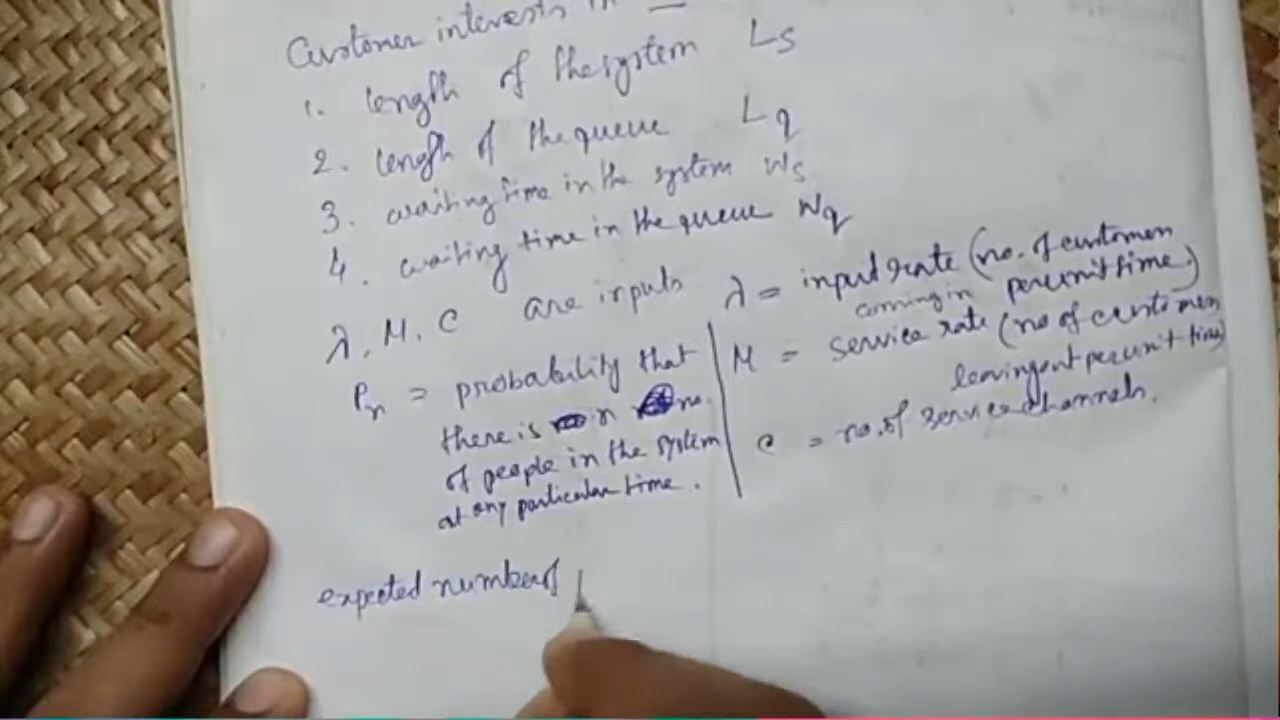 Customer interests in
1. length of the system Ls
2. length of the queue Lq
3. waiting time in the system Ws
4. waiting time in the queue Wq
λ, M, C are inputs
Pn = probability that
there is n no.
of people in the system
at any particular time.
λ = input rate (no. of customers
coming in per unit time)
M = service rate (no of customers
leaving out per unit time)
c = no. of service channels.
expected number of